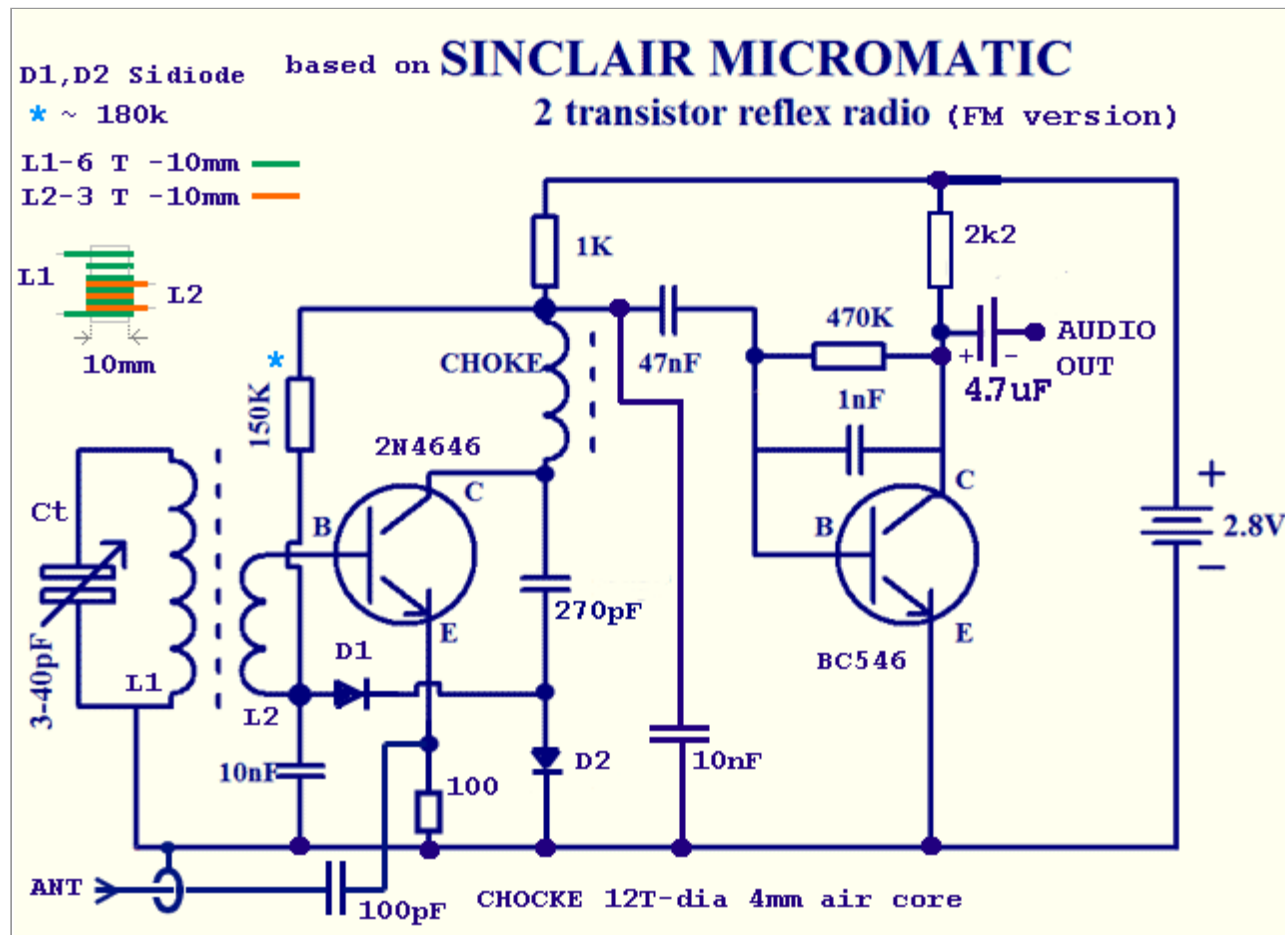 based on SINCLAIR MICROMATIC
2 transistor reflex radio (FM version)
D1,D2 Sidiode
* ~ 180k
L1-6 T -10mm
L2-3 T -10mm
L1
L2
10mm
1K
2k2
*
150K
CHOKE
47nF
470K
1nF
+ -
4.7uF
AUDIO
OUT
2N4646
C
B
E
Ct
3-40pF
L1
L2
D1
270pF
C
B
E
BC546
+
2.8V
-
10nF
100
D2
10nF
ANT
100pF
CHOCKE 12T-dia 4mm air core